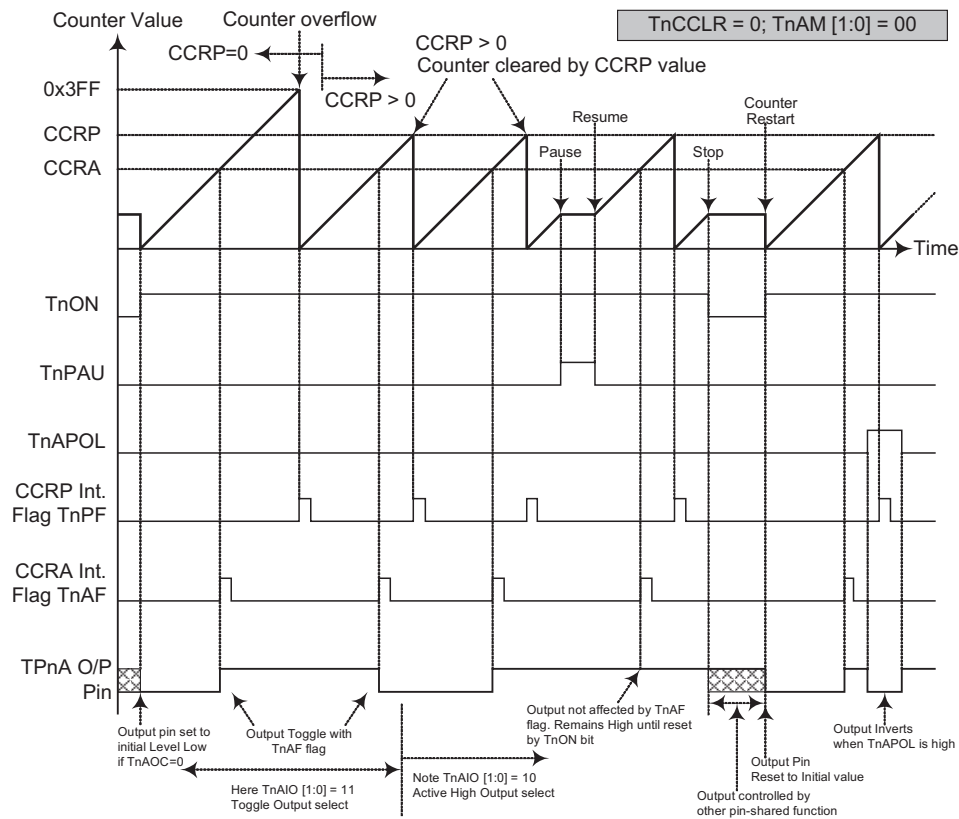 Counter Value
Counter overflow
TnCCLR = 0; TnAM [1:0] = 00
CCRP=0
CCRP > 0
CCRP > 0
Counter cleared by CCRP value
0x3FF
CCRP
CCRA
Pause
Resume
Stop
Counter
Restart
Time
TnON
TnPAU
TnAPOL
CCRP Int.
Flag TnPF
CCRA Int.
Flag TnAF
TPnA O/P
Pin
Output pin set to
initial Level Low
if TnAOC=0
Output Toggle with
TnAF flag
Here TnAIO [1:0] = 11
Toggle Output select
Note TnAIO [1:0] = 10
Active High Output select
Output not affected by TnAF
flag. Remains High until reset
by TnON bit
Output controlled by
other pin-shared function
Output Pin
Reset to Initial value
Output Inverts
when TnAPOL is high